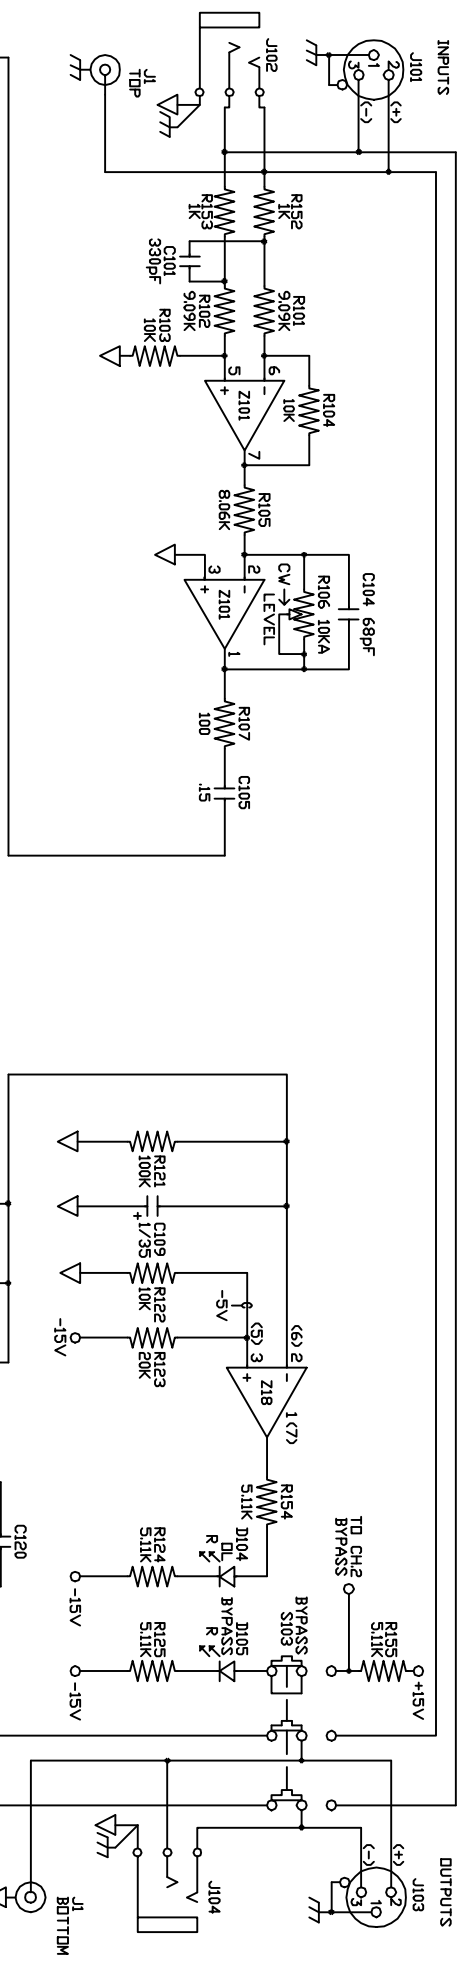 INPUTS
J101
1
2
3
(+)
(-)
J102
J1
TOP
R152
1K
R153
1K
C101
330pF
R101
9.09K
R102
9.09K
R103
10K
R104
10K
6
-
5
+
Z101
7
R105
8.06K
C104 68pF
R106 10KA
CW
LEVEL
2
-
3
+
Z101
1
R107
100
C105
.15
R121
100K
C109
1/35
+
R122
10K
R123
20K
-5V
-15V
(6) 2
(5) 3
-
+
Z18
1 (7)
R154
5.11K
D104
OL
R
R124
5.11K
-15V
C120
TO CH.2
BYPASS
R155
5.11K
+15V
BYPASS
S103
D105
BYPASS
R
R125
5.11K
-15V
OUTPUTS
J103
(+)
(-)
2
1
3
J104
J1
BOTTOM